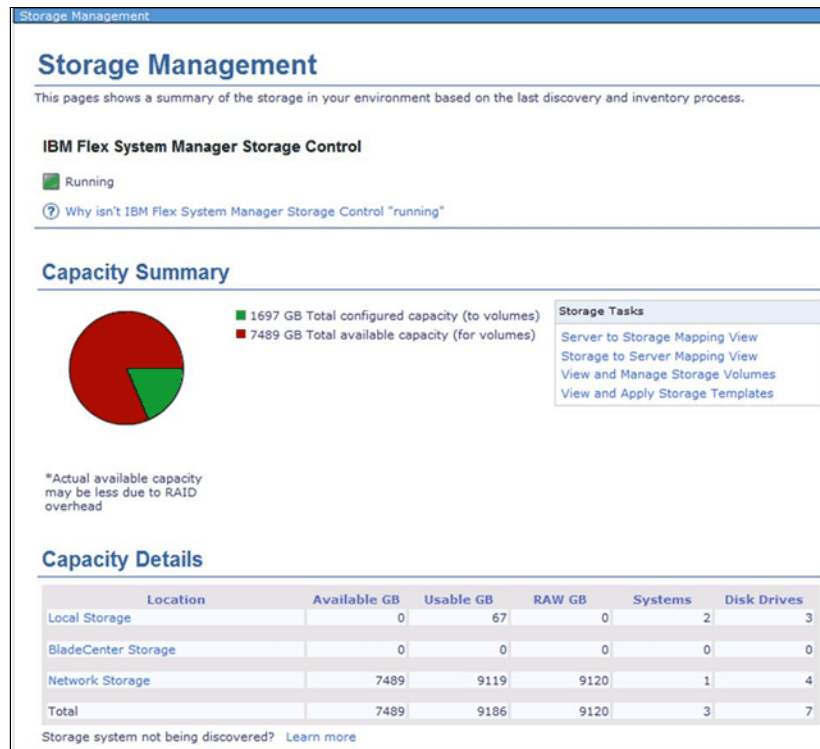 Storage Management
Storage Management
This pages shows a summary of the storage in your environment based on the last discovery and inventory process.
IBM Flex System Manager Storage Control
Running
? Why isn't IBM Flex System Manager Storage Control "running"
Capacity Summary
1697 GB Total configured capacity (to volumes)
7489 GB Total available capacity (for volumes)
Storage Tasks
Server to Storage Mapping View
Storage to Server Mapping View
View and Manage Storage Volumes
View and Apply Storage Templates
*Actual available capacity
may be less due to RAID
overhead
Capacity Details
Location Available GB Usable GB RAW GB Systems Disk Drives
Local Storage 0 67 0 2 3
BladeCenter Storage 0 0 0 0 0
Network Storage 7489 9119 9120 1 4
Total 7489 9186 9120 3 7
Storage system not being discovered? Learn more